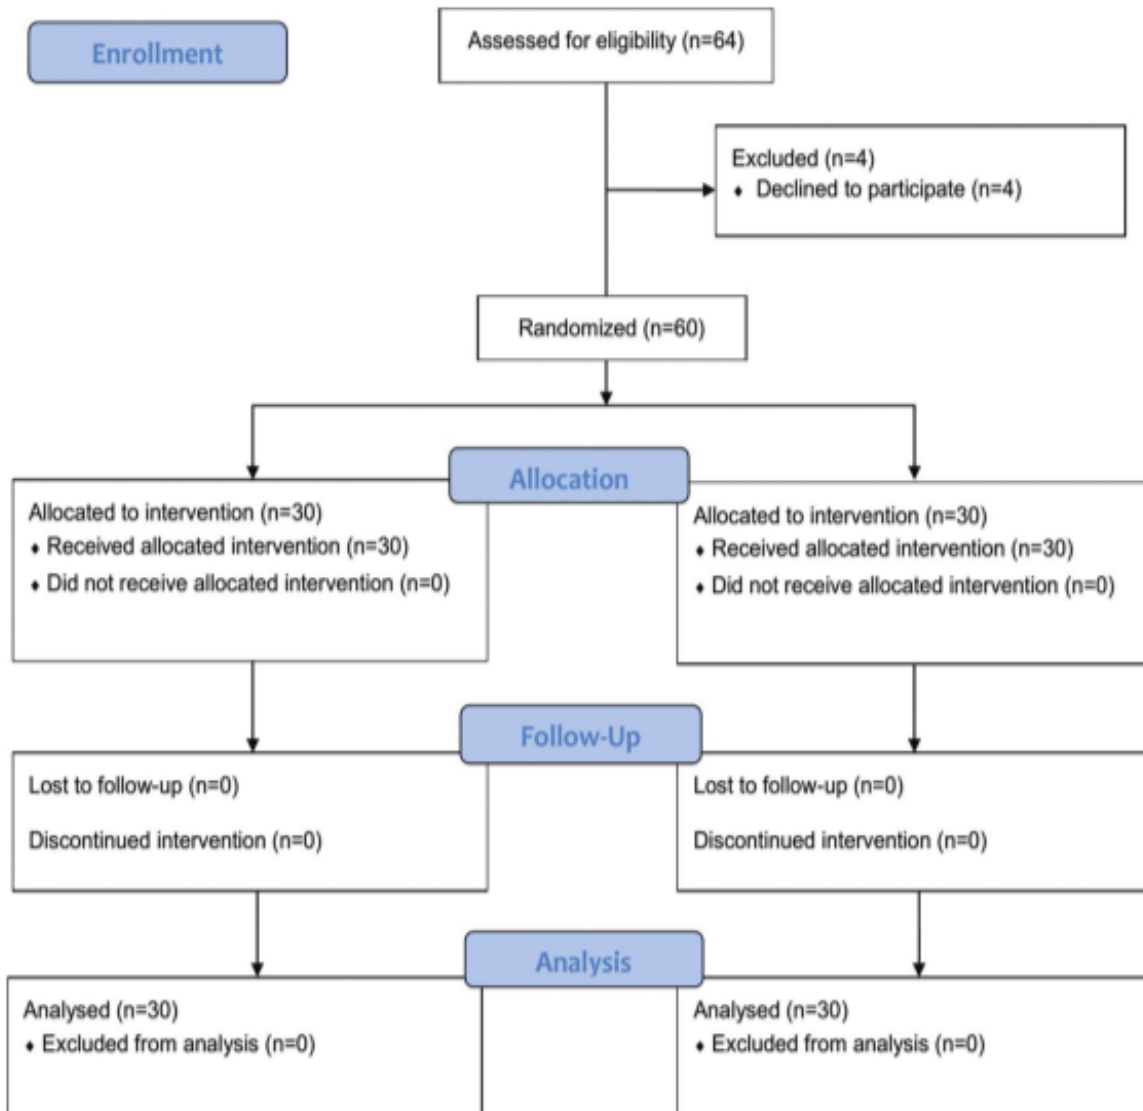 Enrollment
Assessed for eligibility (n=64)
Excluded (n=4)
♦ Declined to participate (n=4)
Randomized (n=60)
Allocation
Allocated to intervention (n=30)
♦ Received allocated intervention (n=30)
♦ Did not receive allocated intervention (n=0)
Allocated to intervention (n=30)
♦ Received allocated intervention (n=30)
♦ Did not receive allocated intervention (n=0)
Follow-Up
Lost to follow-up (n=0)
Discontinued intervention (n=0)
Lost to follow-up (n=0)
Discontinued intervention (n=0)
Analysis
Analysed (n=30)
♦ Excluded from analysis (n=0)
Analysed (n=30)
♦ Excluded from analysis (n=0)